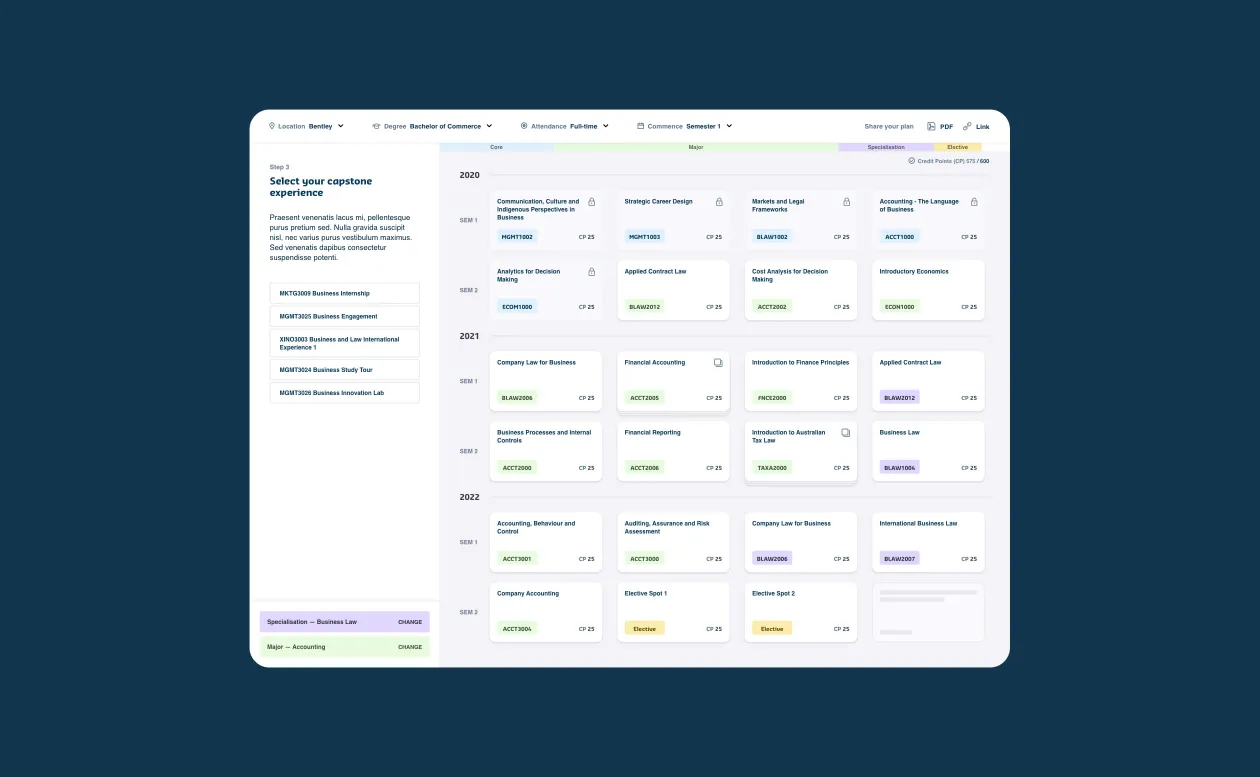 Location Bentley
Degree Bachelor of Commerce
Attendance Full-time
Commence Semester 1
Share your plan
PDF
Link
Core
Major
Specialisation
Elective
Credit Points (CP) 575 / 600
Step 3
Select your capstone
experience
Praesent venenatis lacus mi, pellentesque
purus pretium sed. Nulla gravida suscipit
nisl, nec varius purus vestibulum maximus.
Sed venenatis dapibus consectetur
suspendisse potenti.
MKTG3009 Business Internship
MGMT3025 Business Engagement
XINO3003 Business and Law International
Experience 1
MGMT3024 Business Study Tour
MGMT3026 Business Innovation Lab
Specialisation — Business Law
CHANGE
Major — Accounting
CHANGE
2020
SEM 1
Communication, Culture and
Indigenous Perspectives in
Business
MGMT1002
CP 25
Strategic Career Design
MGMT1003
CP 25
Markets and Legal
Frameworks
BLAW1002
CP 25
Accounting - The Language
of Business
ACCT1000
CP 25
SEM 2
Analytics for Decision
Making
ECOM1000
CP 25
Applied Contract Law
BLAW2012
CP 25
Cost Analysis for Decision
Making
ACCT2002
CP 25
Introductory Economics
ECON1000
CP 25
2021
SEM 1
Company Law for Business
BLAW2006
CP 25
Financial Accounting
ACCT2005
CP 25
Introduction to Finance Principles
FNCE2000
CP 25
Applied Contract Law
BLAW2012
CP 25
SEM 2
Business Processes and Internal
Controls
ACCT2000
CP 25
Financial Reporting
ACCT2006
CP 25
Introduction to Australian
Tax Law
TAXA2000
CP 25
Business Law
BLAW1004
CP 25
2022
SEM 1
Accounting, Behaviour and
Control
ACCT3001
CP 25
Auditing, Assurance and Risk
Assessment
ACCT3000
CP 25
Company Law for Business
BLAW2006
CP 25
International Business Law
BLAW2007
CP 25
SEM 2
Company Accounting
ACCT3004
CP 25
Elective Spot 1
Elective
CP 25
Elective Spot 2
Elective
CP 25